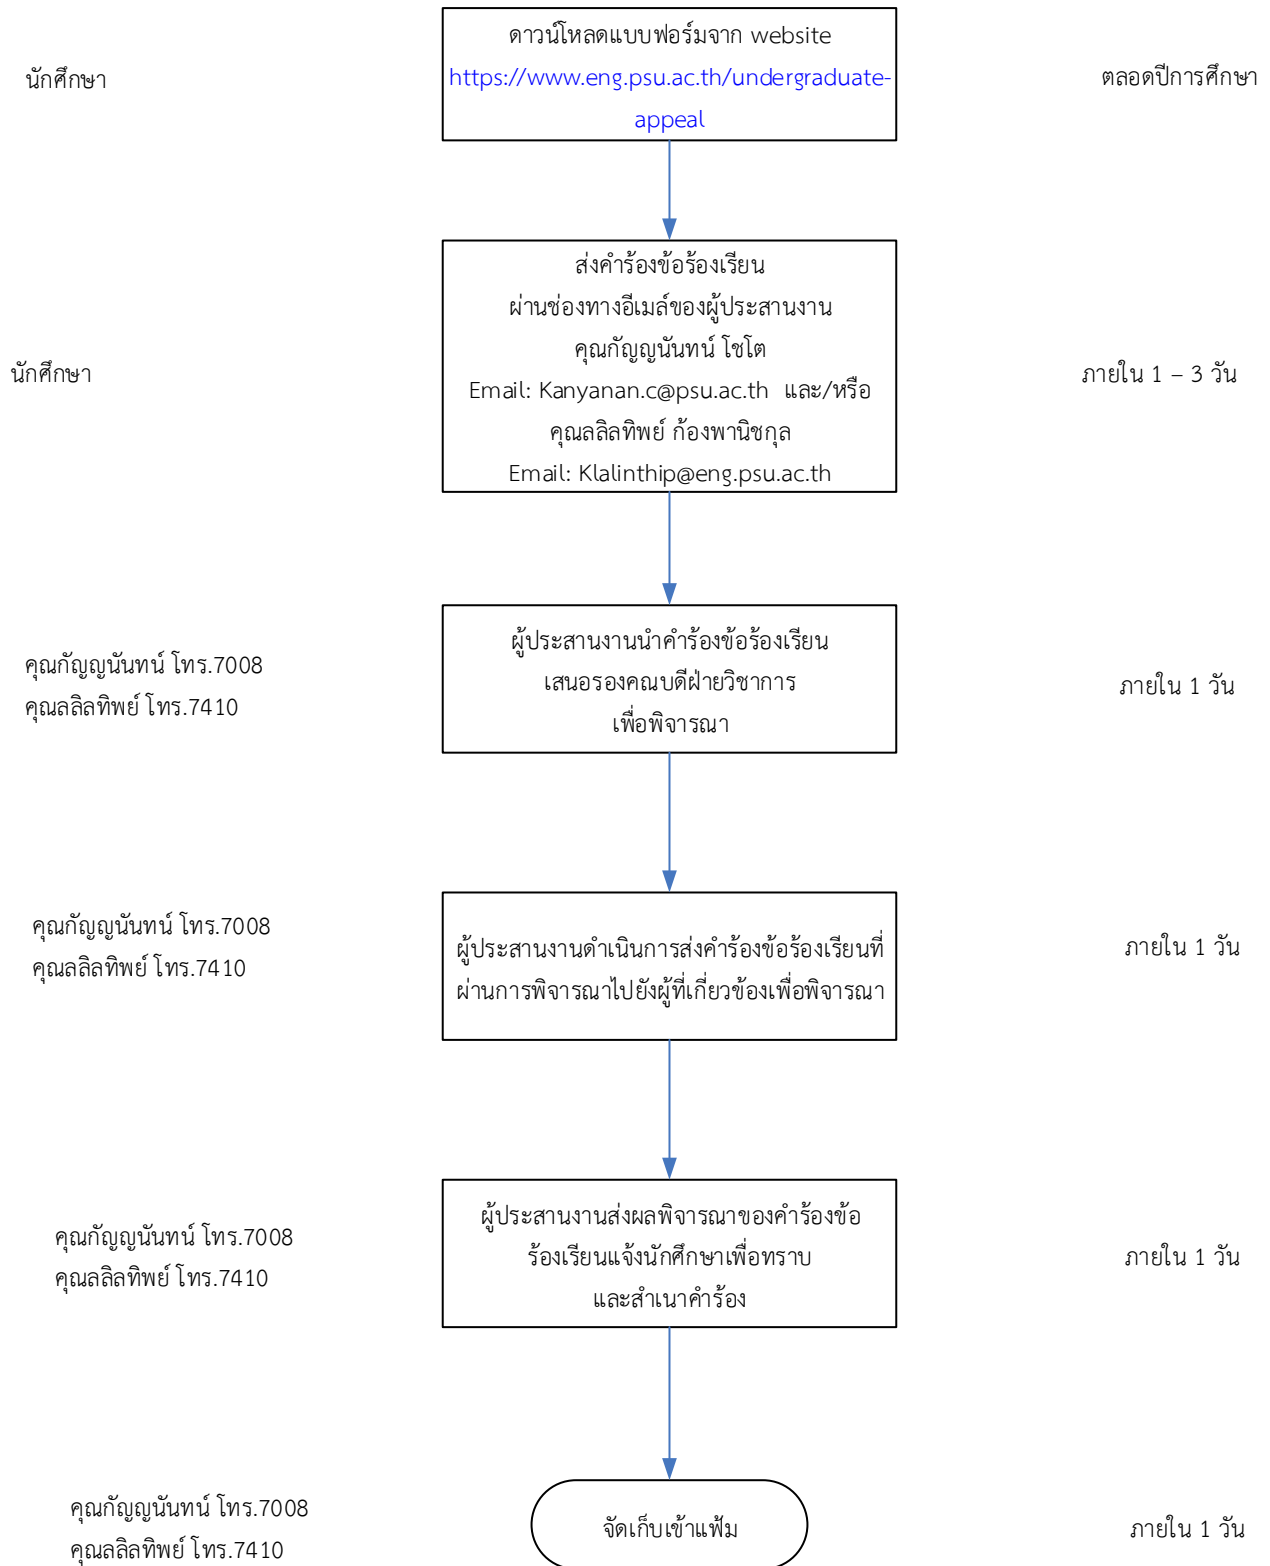 ดาวน์โหลดแบบฟอร์มจาก website
นักศึกษา
https://www.eng.psu.ac.th/undergraduate-
appeal
ตลอดปีการศึกษา
ส่งคำร้องข้อร้องเรียน
ผ่านช่องทางอีเมล์ของผู้ประสานงาน
คุณกัญญนันทน์ โชโต
นักศึกษา
Email: Kanyanan.c@psu.ac.th และ/หรือ
คุณลลิลทิพย์ ก้องพานิชกุล
Email: Klalinthip@eng.psu.ac.th
ภายใน 1 – 3 วัน
คุณกัญญนันทน์ โทร.7008
คุณลลิลทิพย์ โทร.7410
ผู้ประสานงานนำคำร้องข้อร้องเรียน
เสนอรองคณบดีฝ่ายวิชาการ
เพื่อพิจารณา
ภายใน 1 วัน
คุณกัญญนันทน์ โทร.7008
คุณลลิลทิพย์ โทร.7410
ผู้ประสานงานดำเนินการส่งคำร้องข้อร้องเรียนที่
ผ่านการพิจารณาไปยังผู้ที่เกี่ยวข้องเพื่อพิจารณา
ภายใน 1 วัน
คุณกัญญนันทน์ โทร.7008
คุณลลิลทิพย์ โทร.7410
ผู้ประสานงานส่งผลพิจารณาของคำร้องข้อ
ร้องเรียนแจ้งนักศึกษาเพื่อทราบ
และสำเนาคำร้อง
ภายใน 1 วัน
คุณกัญญนันทน์ โทร.7008
คุณลลิลทิพย์ โทร.7410
จัดเก็บเข้าแฟ้ม
ภายใน 1 วัน